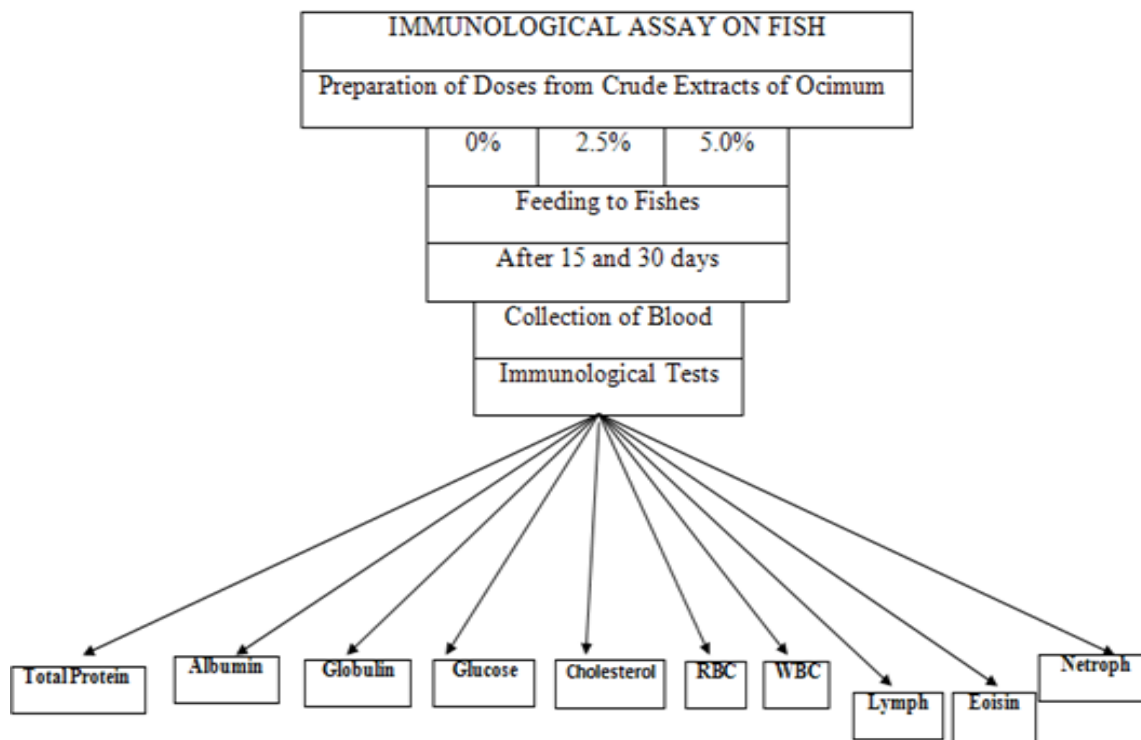 IMMUNOLOGICAL ASSAY ON FISH
Preparation of Doses from Crude Extracts of Ocimum
0% 2.5% 5.0%
Feeding to Fishes
After 15 and 30 days
Collection of Blood
Immunological Tests
Total Protein Albumin Globulin Glucose Cholesterol RBC WBC Lymph Eoisin Netroph